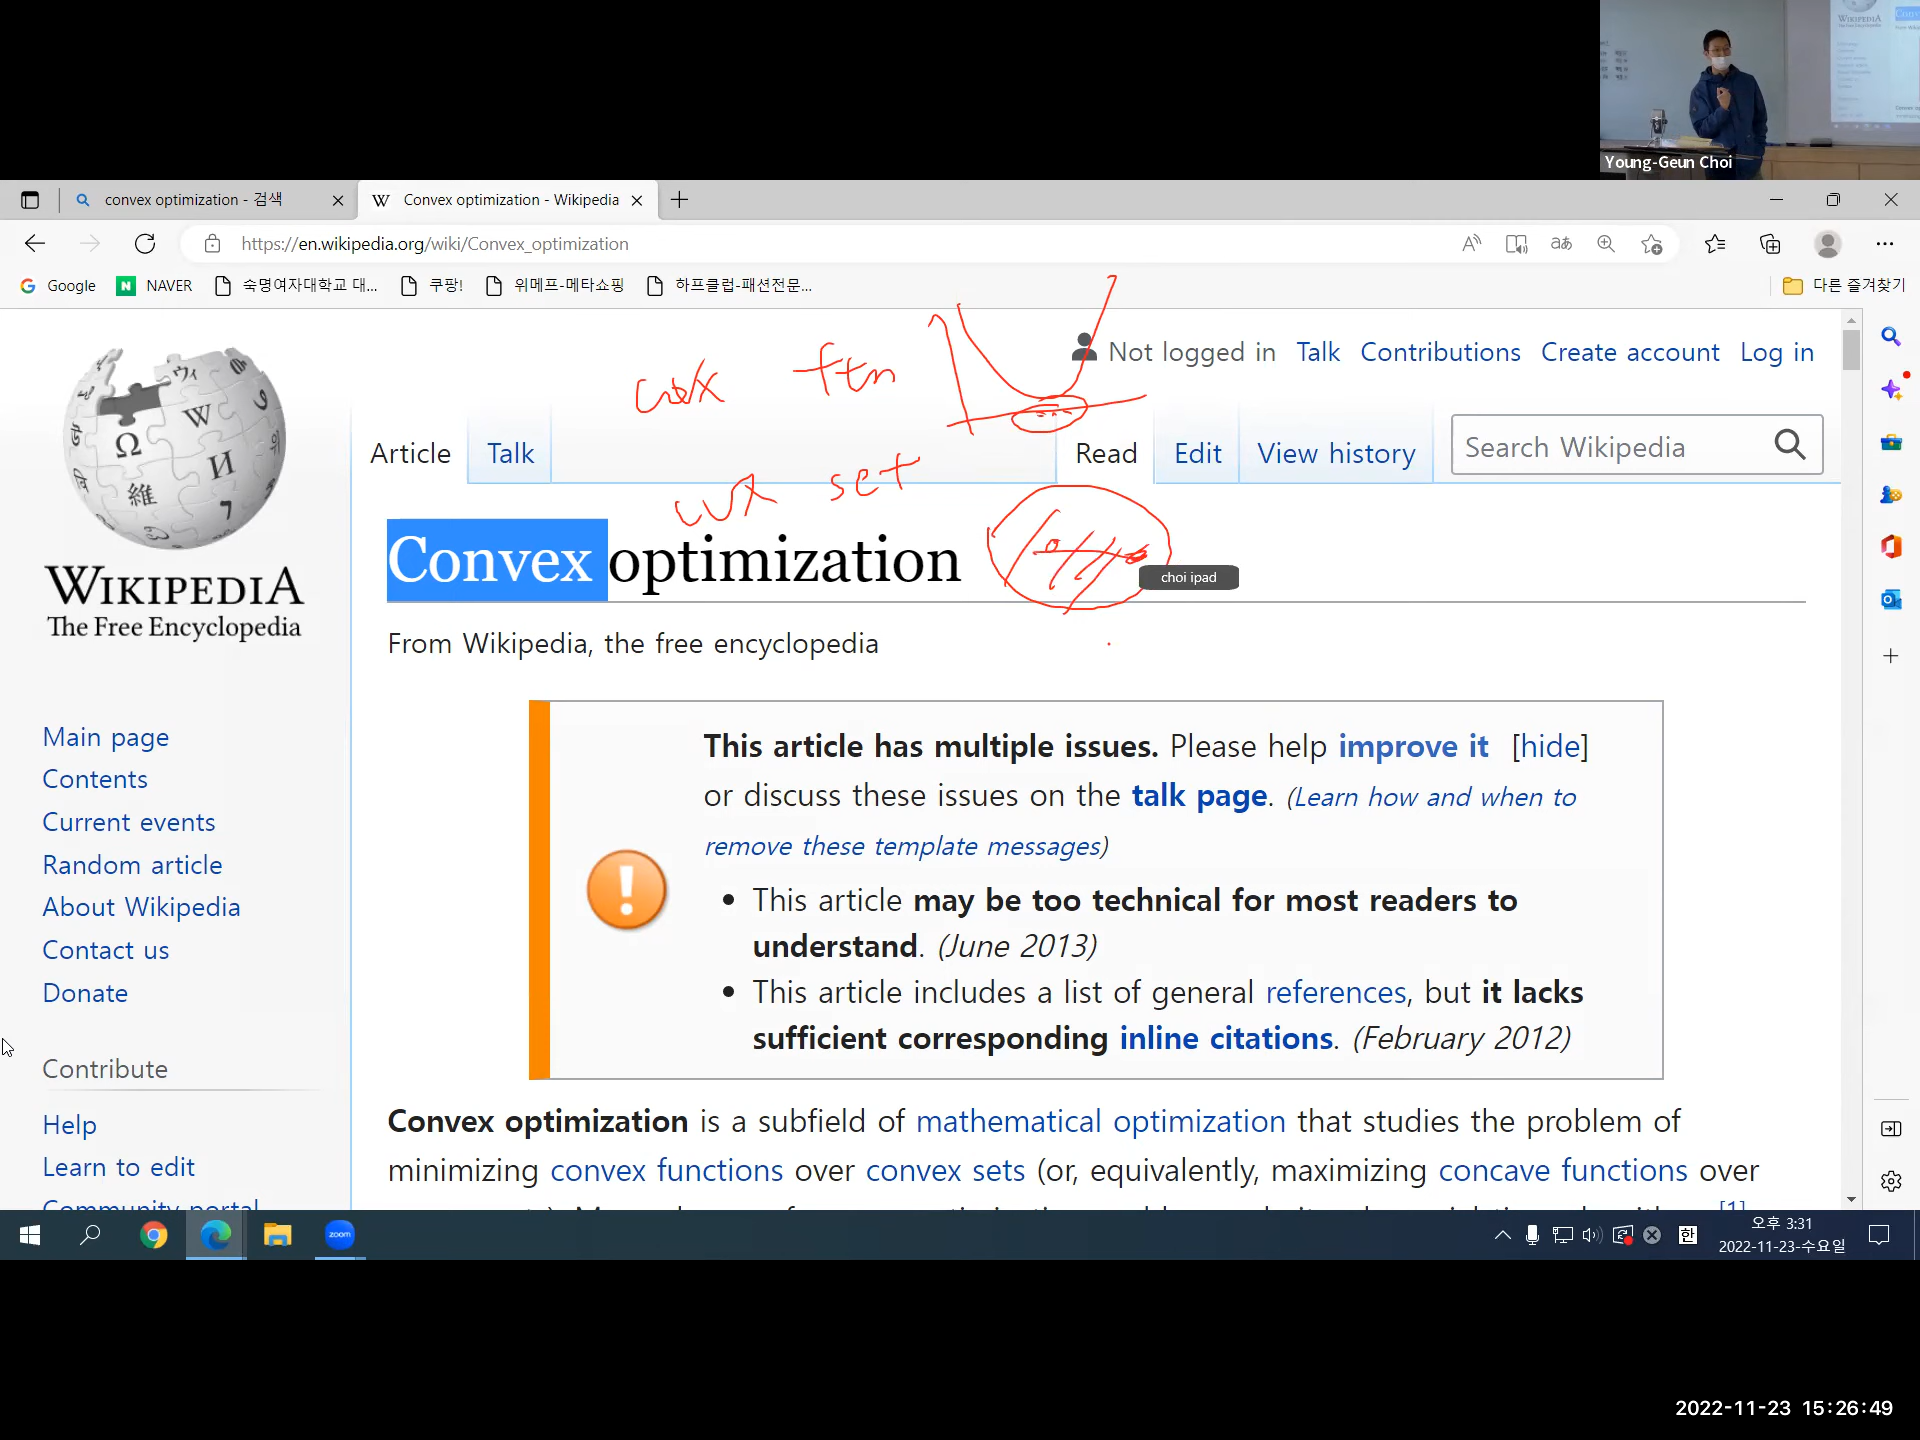 Young-Geun Choi
convex optimization - 검색
Convex optimization - Wikipedia
https://en.wikipedia.org/wiki/Convex_optimization
Google
NAVER
숙명여자대학교 대...
쿠팡!
위메프-메타쇼핑
하프클럽-패션전문...
다른 즐겨찾기
cvx ftn
Not logged in Talk Contributions Create account Log in
Article Talk
Read Edit View history
Search Wikipedia
cvx set
Convex optimization
choi ipad
WIKIPEDIA
The Free Encyclopedia
From Wikipedia, the free encyclopedia
This article has multiple issues. Please help improve it [hide]
or discuss these issues on the talk page. (Learn how and when to
remove these template messages)
• This article may be too technical for most readers to
understand. (June 2013)
• This article includes a list of general references, but it lacks
sufficient corresponding inline citations. (February 2012)
Convex optimization is a subfield of mathematical optimization that studies the problem of
minimizing convex functions over convex sets (or, equivalently, maximizing concave functions over
Main page
Contents
Current events
Random article
About Wikipedia
Contact us
Donate
Contribute
Help
Learn to edit
Community portal
zoom
한
오후 3:31
2022-11-23-수요일
2022-11-23 15:26:49